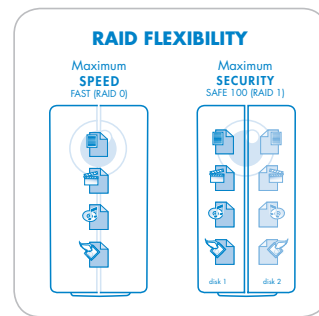 RAID FLEXIBILITY
Maximum
SPEED
FAST (RAID 0)
Maximum
SECURITY
SAFE 100 (RAID 1)
disk 1
disk 2